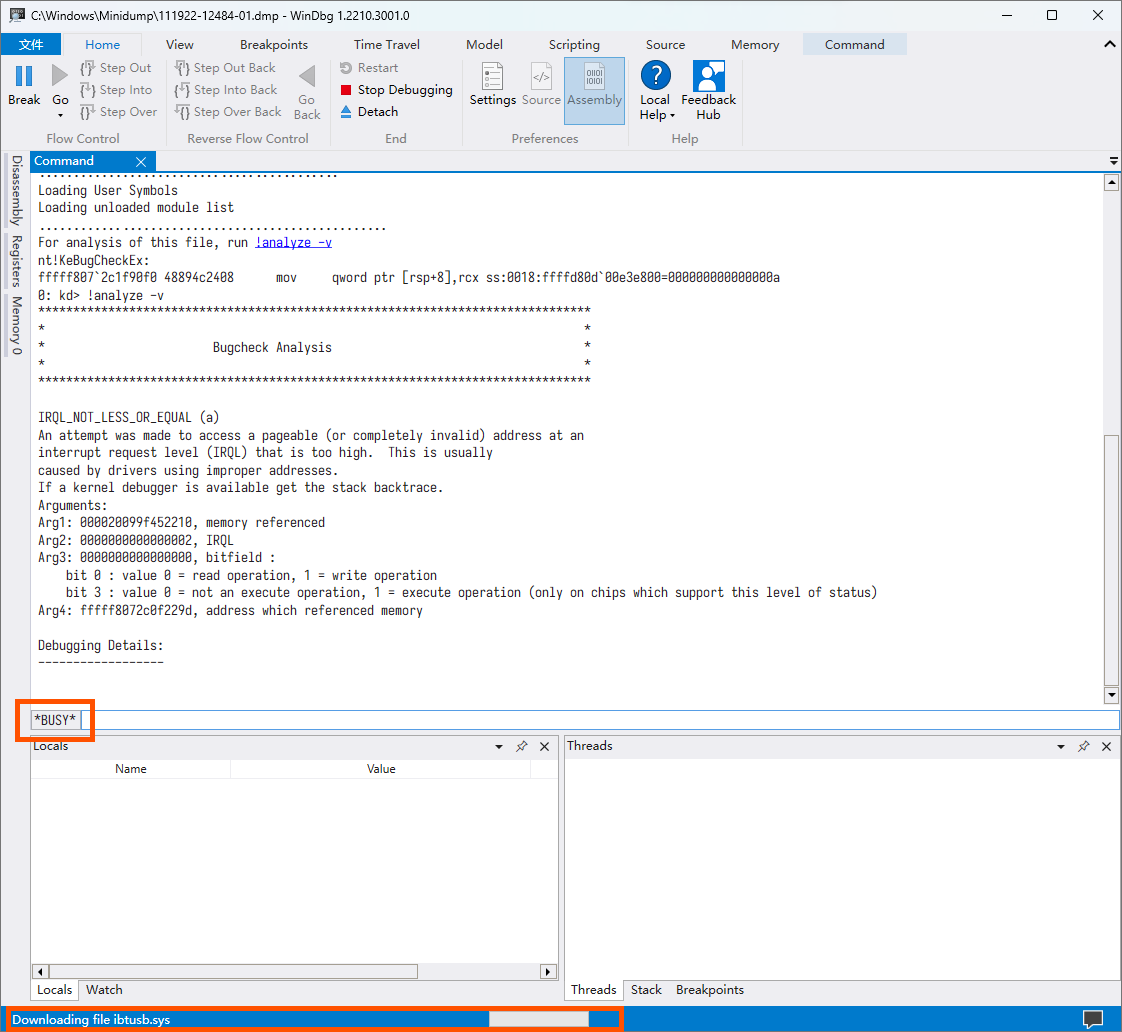 C:\Windows\Minidump\111922-12484-01.dmp - WinDbg 1.2210.3001.0
文件 Home View Breakpoints Time Travel Model Scripting Source Memory Command
Break
Go
Step Out
Step Into
Step Over
Flow Control
Step Out Back
Step Into Back
Step Over Back
Go
Back
Reverse Flow Control
Restart
Stop Debugging
Detach
End
Settings
Source
Assembly
Preferences
Local
Help
Feedback
Hub
Help
Disassembly
Registers
Memory 0
Command
...........................................
Loading User Symbols
Loading unloaded module list
..................................................
For analysis of this file, run !analyze -v
nt!KeBugCheckEx:
fffff807`2c1f90f0 48894c2408 mov qword ptr [rsp+8],rcx ss:0018:ffffd80d`00e3e800=000000000000000a
0: kd> !analyze -v
*******************************************************************************
* *
* Bugcheck Analysis *
* *
*******************************************************************************
IRQL_NOT_LESS_OR_EQUAL (a)
An attempt was made to access a pageable (or completely invalid) address at an
interrupt request level (IRQL) that is too high. This is usually
caused by drivers using improper addresses.
If a kernel debugger is available get the stack backtrace.
Arguments:
Arg1: 000020099f452210, memory referenced
Arg2: 0000000000000002, IRQL
Arg3: 0000000000000000, bitfield :
bit 0 : value 0 = read operation, 1 = write operation
bit 3 : value 0 = not an execute operation, 1 = execute operation (only on chips which support this level of status)
Arg4: fffff8072c0f229d, address which referenced memory
Debugging Details:
------------------
*BUSY*
Locals
Name Value
Threads
Locals Watch
Threads Stack Breakpoints
Downloading file ibtusb.sys